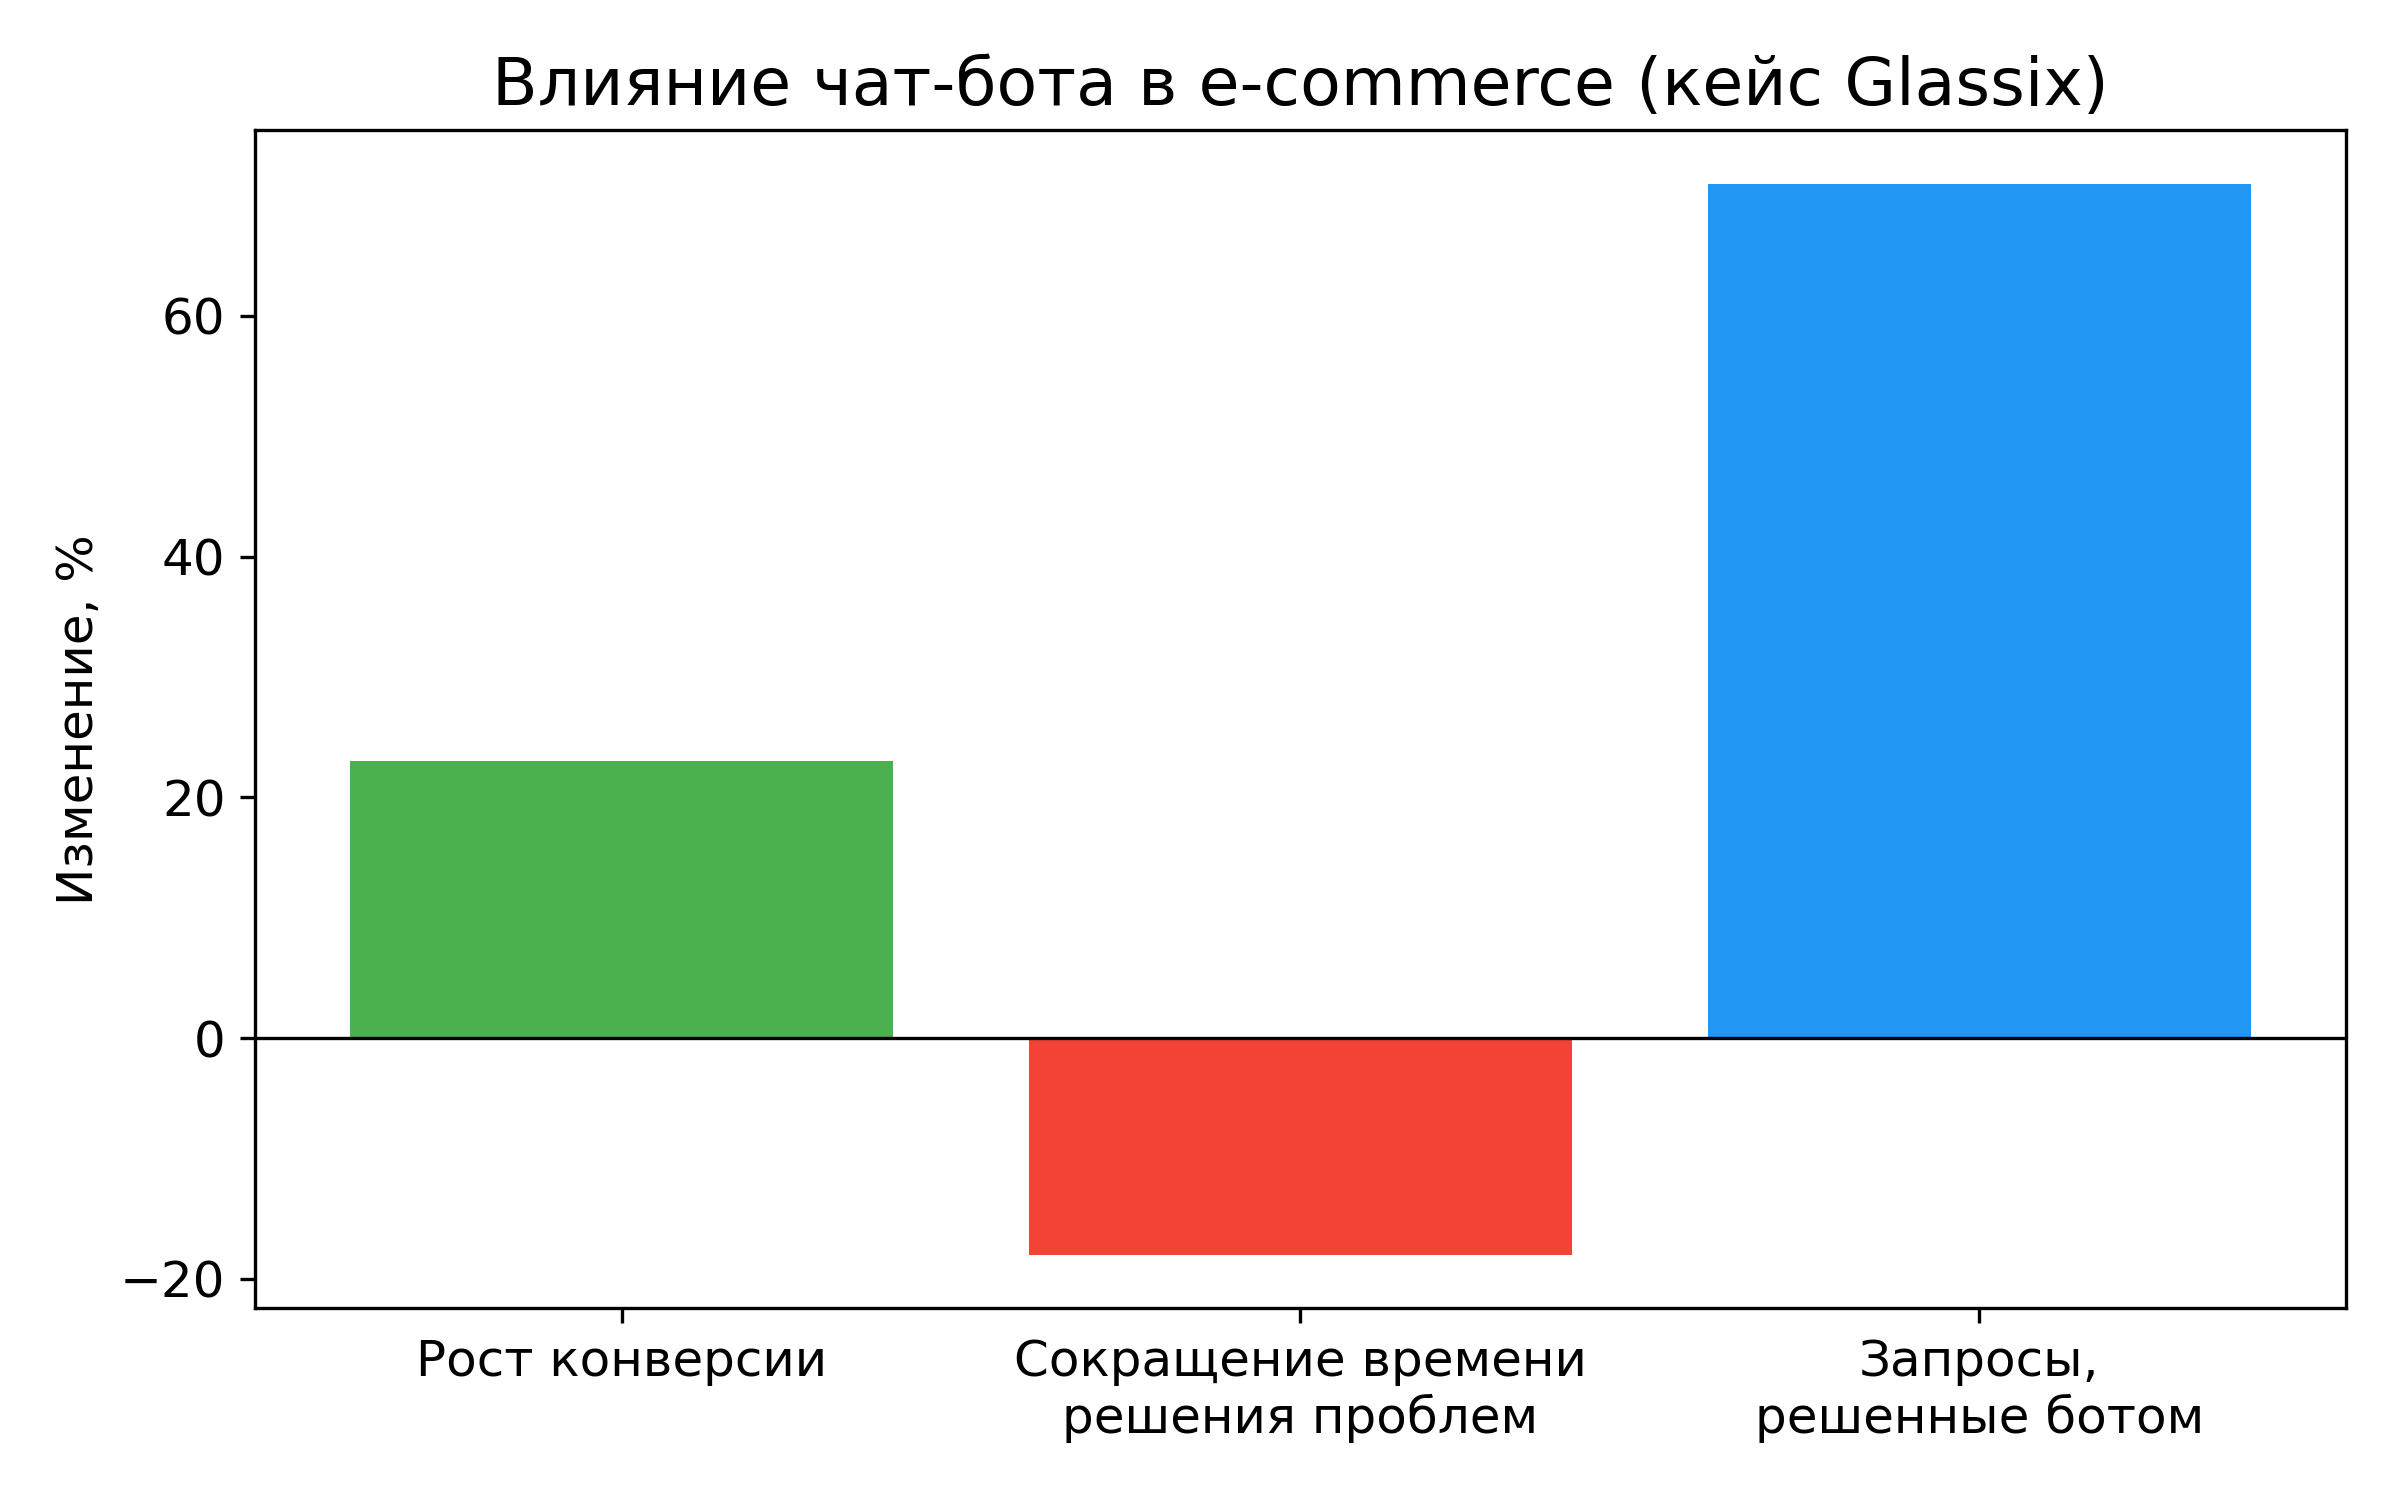 Влияние чат-бота в e-commerce (кейс Glassix)
Изменение, %
60
40
20
0
−20
Рост конверсии
Сокращение времени
решения проблем
Запросы,
решенные ботом